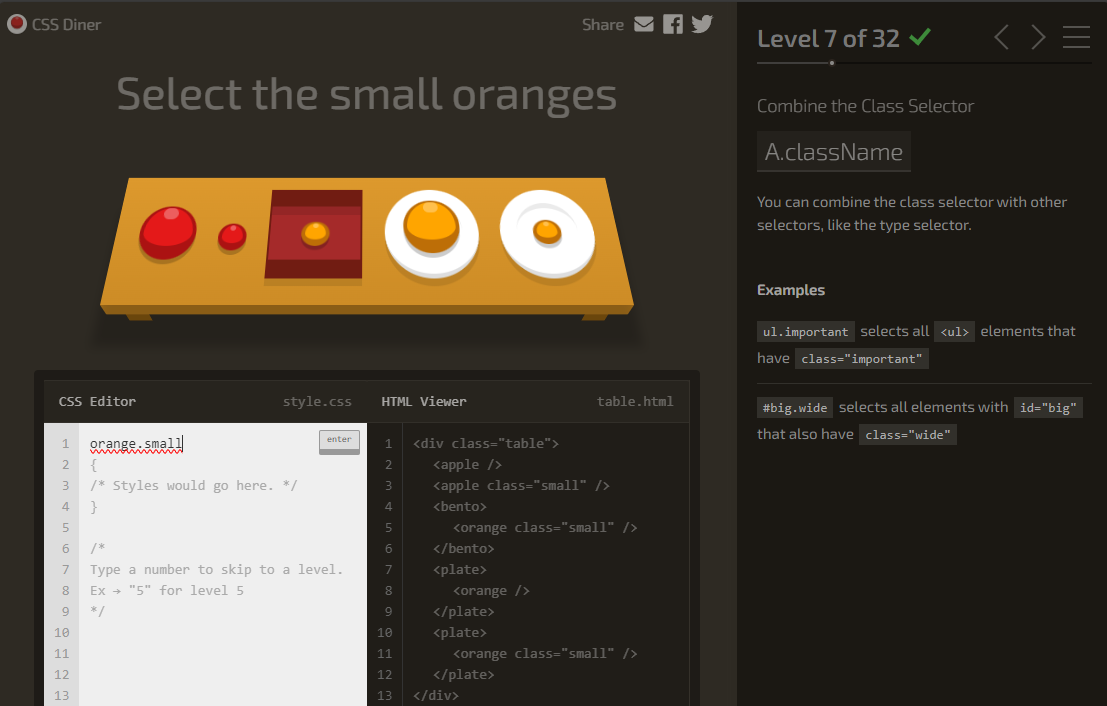 CSS Diner
Share
Select the small oranges
CSS Editor
style.css
HTML Viewer
table.html
1 orange.small
enter
2 {
3 /* Styles would go here. */
4 }
5
6 /*
7 Type a number to skip to a level.
8 Ex → "5" for level 5
9 */
10
11
12
13
1 <div class="table">
2 <apple />
3 <apple class="small" />
4 <bento>
5 <orange class="small" />
6 </bento>
7 <plate>
8 <orange />
9 </plate>
10 <plate>
11 <orange class="small" />
12 </plate>
13 </div>
Level 7 of 32
Combine the Class Selector
A.className
You can combine the class selector with other
selectors, like the type selector.
Examples
ul.important selects all <ul> elements that
have class="important"
#big.wide selects all elements with id="big"
that also have class="wide"